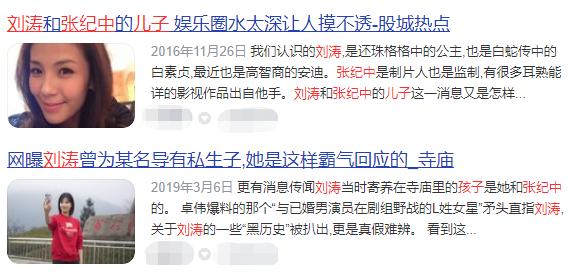 刘涛和张纪中的儿子 娱乐圈水太深让人摸不透-股城热点
2016年11月26日 我们认识的刘涛,是还珠格格中的公主,也是白蛇传中的
白素贞,最近也是高智商的安迪。张纪中是制片人也是监制,有很多耳熟能
详的影视作品出自他手。刘涛和张纪中的儿子这一消息又是怎样...
网曝刘涛曾为某名导有私生子,她是这样霸气回应的_寺庙
2019年3月6日 更有消息传闻刘涛当时寄养在寺庙里的孩子是她和张纪中
的。 卓伟爆料的那个“与已婚男演员在剧组野战的L姓女星”矛头直指刘涛,
关于刘涛的一些“黑历史”被扒出,更是真假难辨。 看到这...